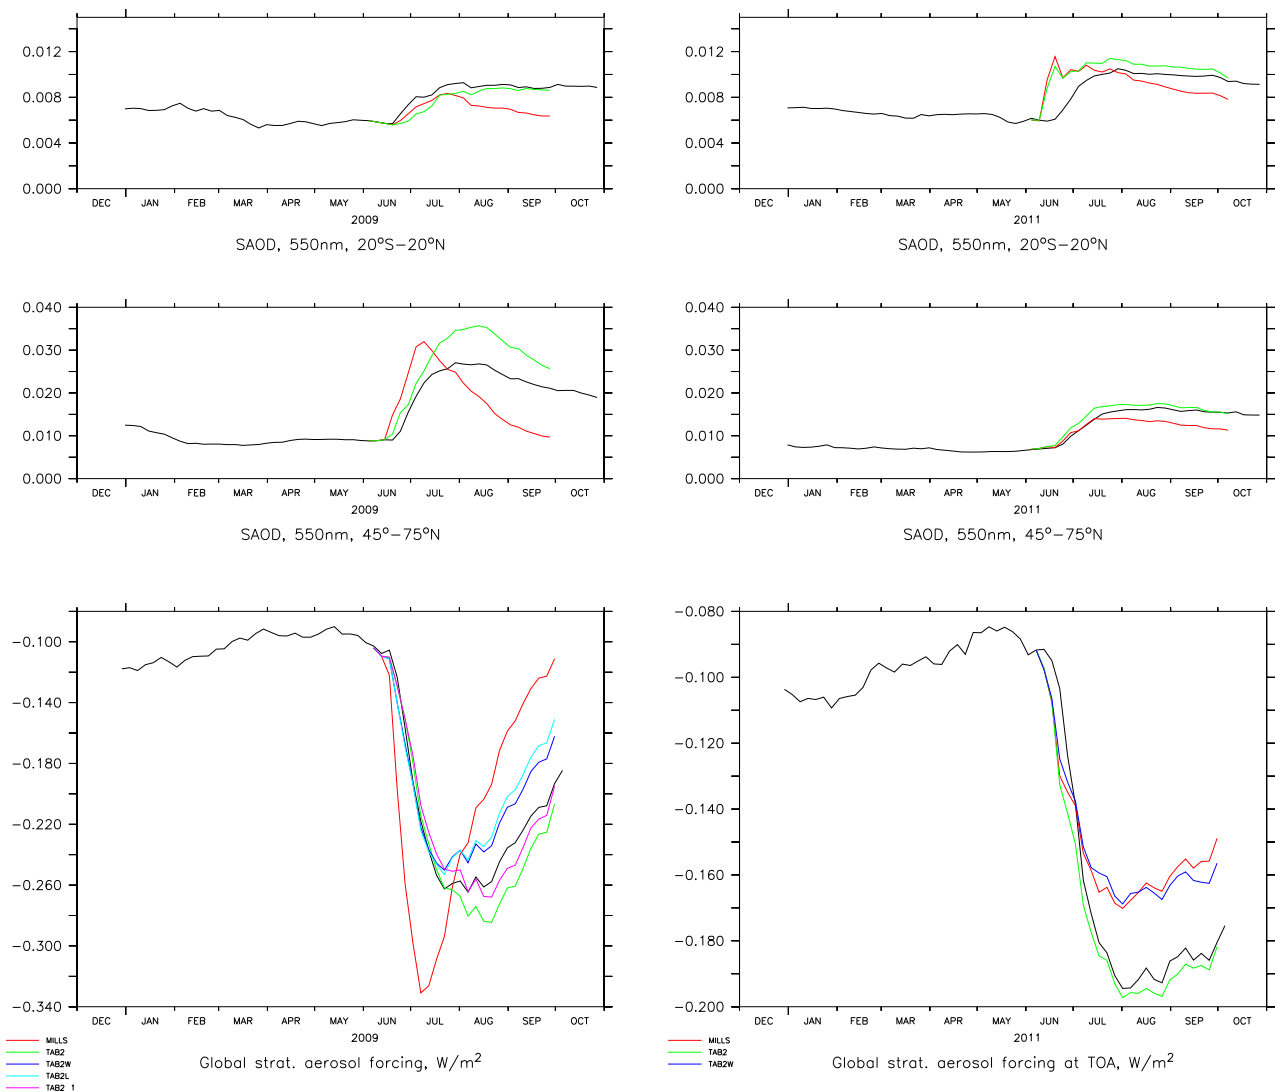 0.012
0.008
0.004
0.000
DEC JAN FEB MAR APR MAY JUN JUL AUG SEP OCT
2009
SAOD, 550nm, 20°S−20°N
0.012
0.008
0.004
0.000
DEC JAN FEB MAR APR MAY JUN JUL AUG SEP OCT
2011
SAOD, 550nm, 20°S−20°N
0.040
0.030
0.020
0.010
0.000
DEC JAN FEB MAR APR MAY JUN JUL AUG SEP OCT
2009
SAOD, 550nm, 45°−75°N
0.040
0.030
0.020
0.010
0.000
DEC JAN FEB MAR APR MAY JUN JUL AUG SEP OCT
2011
SAOD, 550nm, 45°−75°N
−0.100
−0.140
−0.180
−0.220
−0.260
−0.300
−0.340
DEC JAN FEB MAR APR MAY JUN JUL AUG SEP OCT
2009
Global strat. aerosol forcing, W/m²
MILLS
TAB2
TAB2W
TAB2L
TAB2 1
−0.080
−0.100
−0.120
−0.140
−0.160
−0.180
−0.200
DEC JAN FEB MAR APR MAY JUN JUL AUG SEP OCT
2011
Global strat. aerosol forcing at TOA, W/m²
MILLS
TAB2
TAB2W